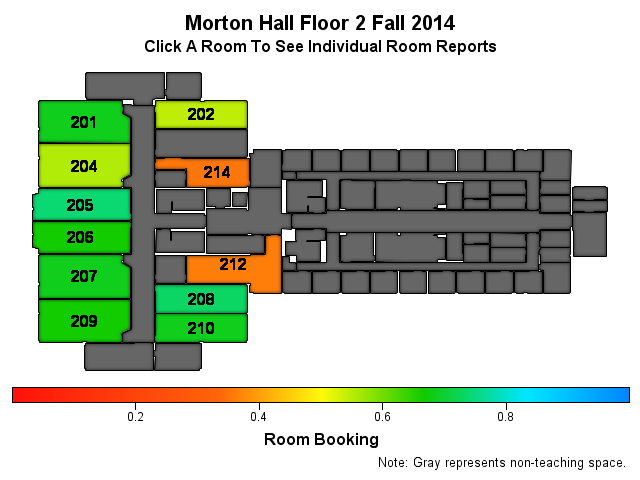 Morton Hall Floor 2 Fall 2014
Click A Room To See Individual Room Reports
201
202
204
214
205
206
207
212
208
209
210
0.2 0.4 0.6 0.8
Room Booking
Note: Gray represents non-teaching space.